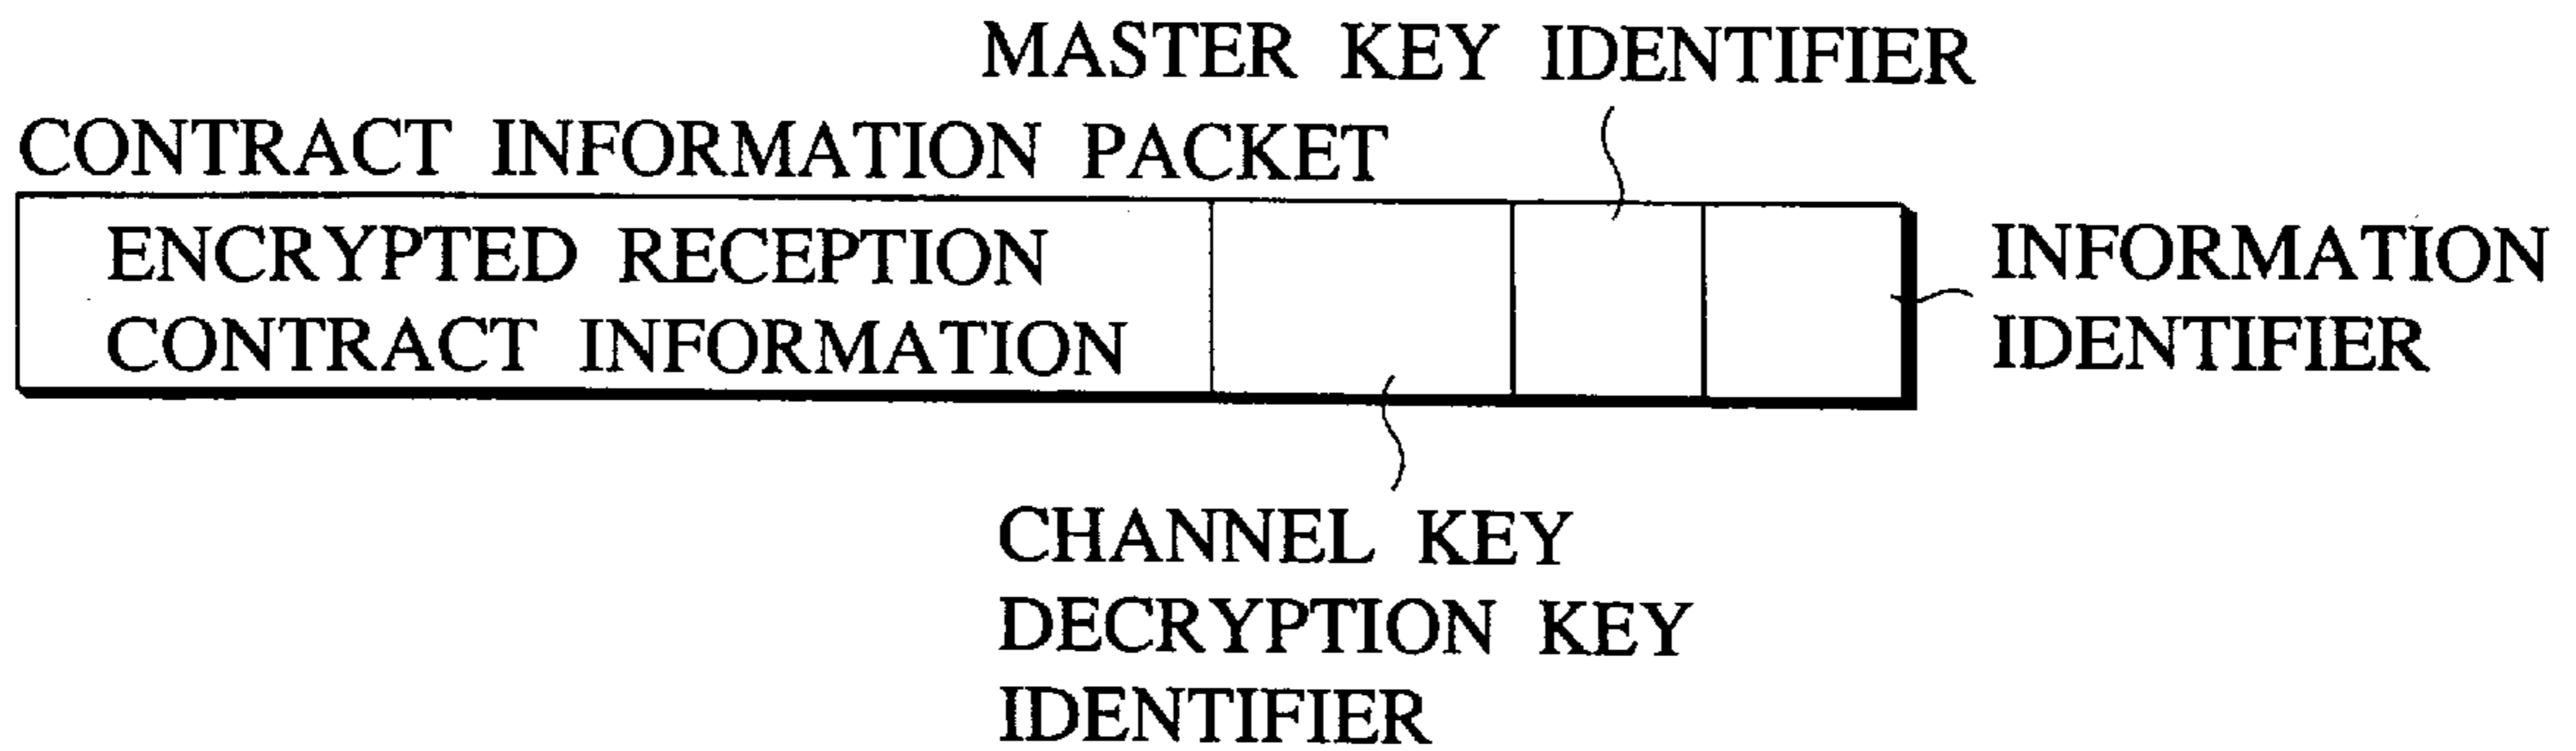 MASTER KEY IDENTIFIER
CONTRACT INFORMATION PACKET
ENCRYPTED RECEPTION
CONTRACT INFORMATION
INFORMATION
IDENTIFIER
CHANNEL KEY
DECRYPTION KEY
IDENTIFIER